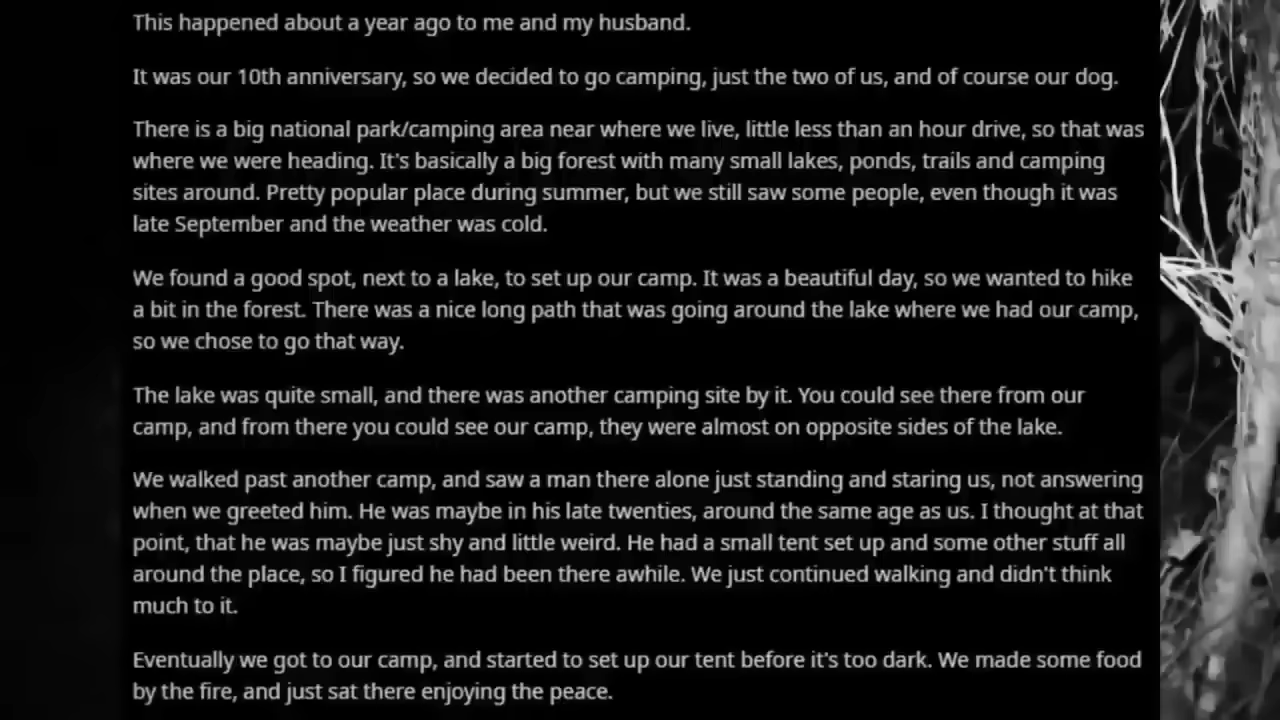 This happened about a year ago to me and my husband.
It was our 10th anniversary, so we decided to go camping, just the two of us, and of course our dog.
There is a big national park/camping area near where we live, little less than an hour drive, so that was
where we were heading. It's basically a big forest with many small lakes, ponds, trails and camping
sites around. Pretty popular place during summer, but we still saw some people, even though it was
late September and the weather was cold.
We found a good spot, next to a lake, to set up our camp. It was a beautiful day, so we wanted to hike
a bit in the forest. There was a nice long path that was going around the lake where we had our camp,
so we chose to go that way.
The lake was quite small, and there was another camping site by it. You could see there from our
camp, and from there you could see our camp, they were almost on opposite sides of the lake.
We walked past another camp, and saw a man there alone just standing and staring us, not answering
when we greeted him. He was maybe in his late twenties, around the same age as us. I thought at that
point, that he was maybe just shy and little weird. He had a small tent set up and some other stuff all
around the place, so I figured he had been there awhile. We just continued walking and didn't think
much to it.
Eventually we got to our camp, and started to set up our tent before it's too dark. We made some food
by the fire, and just sat there enjoying the peace.